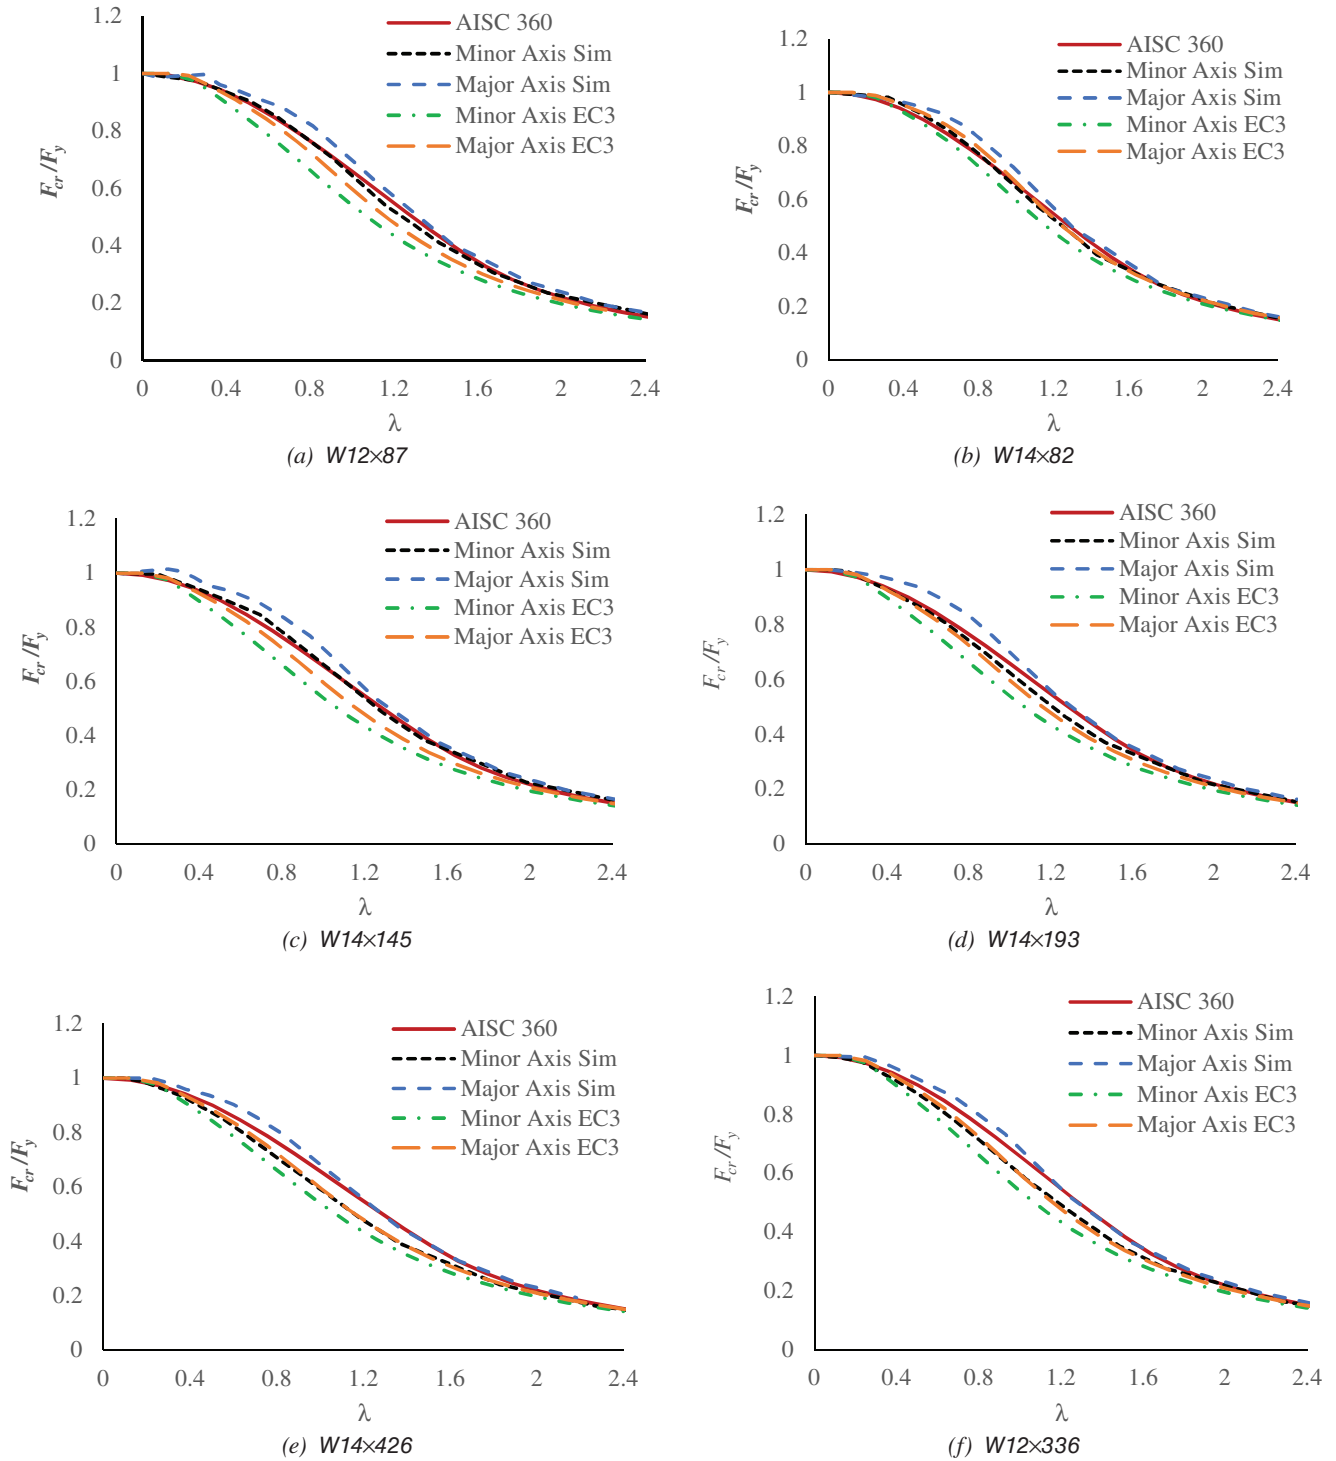 1.2
1
0.8
0.6
0.4
0.2
0
F_cr/F_y
AISC 360
Minor Axis Sim
Major Axis Sim
Minor Axis EC3
Major Axis EC3
0 0.4 0.8 1.2 1.6 2 2.4
λ
(a) W12×87
1.2
1
0.8
0.6
0.4
0.2
0
F_cr/F_y
AISC 360
Minor Axis Sim
Major Axis Sim
Minor Axis EC3
Major Axis EC3
0 0.4 0.8 1.2 1.6 2 2.4
λ
(b) W14×82
1.2
1
0.8
0.6
0.4
0.2
0
F_cr/F_y
AISC 360
Minor Axis Sim
Major Axis Sim
Minor Axis EC3
Major Axis EC3
0 0.4 0.8 1.2 1.6 2 2.4
λ
(c) W14×145
1.2
1
0.8
0.6
0.4
0.2
0
F_cr/F_y
AISC 360
Minor Axis Sim
Major Axis Sim
Minor Axis EC3
Major Axis EC3
0 0.4 0.8 1.2 1.6 2 2.4
λ
(d) W14×193
1.2
1
0.8
0.6
0.4
0.2
0
F_cr/F_y
AISC 360
Minor Axis Sim
Major Axis Sim
Minor Axis EC3
Major Axis EC3
0 0.4 0.8 1.2 1.6 2 2.4
λ
(e) W14×426
1.2
1
0.8
0.6
0.4
0.2
0
F_cr/F_y
AISC 360
Minor Axis Sim
Major Axis Sim
Minor Axis EC3
Major Axis EC3
0 0.4 0.8 1.2 1.6 2 2.4
λ
(f) W12×336